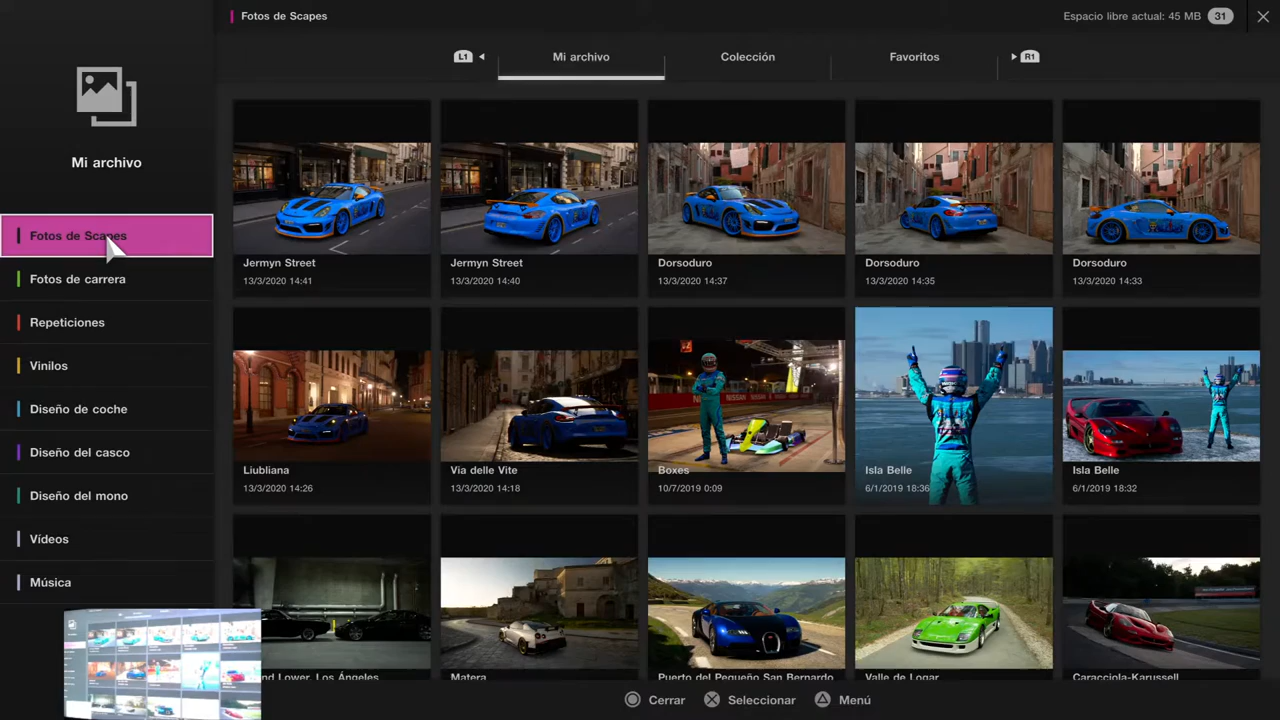 Fotos de Scapes
Espacio libre actual: 45 MB 31
L1 Mi archivo Colección Favoritos R1
Mi archivo
Fotos de Scapes
Fotos de carrera
Repeticiones
Vinilos
Diseño de coche
Diseño del casco
Diseño del mono
Vídeos
Música
Jermyn Street
13/3/2020 14:41
Jermyn Street
13/3/2020 14:40
Dorsoduro
13/3/2020 14:37
Dorsoduro
13/3/2020 14:35
Dorsoduro
13/3/2020 14:33
Liubliana
13/3/2020 14:26
Via delle Vite
13/3/2020 14:18
NISSAN NISSAN
Boxes
10/7/2019 0:09
Isla Belle
6/1/2019 18:36
Isla Belle
6/1/2019 18:32
Lower, Los Ángeles
Matera
Puerto del Pequeño San Bernardo
Valle de Logar
Caracciola-Karussell
Cerrar Seleccionar Menú